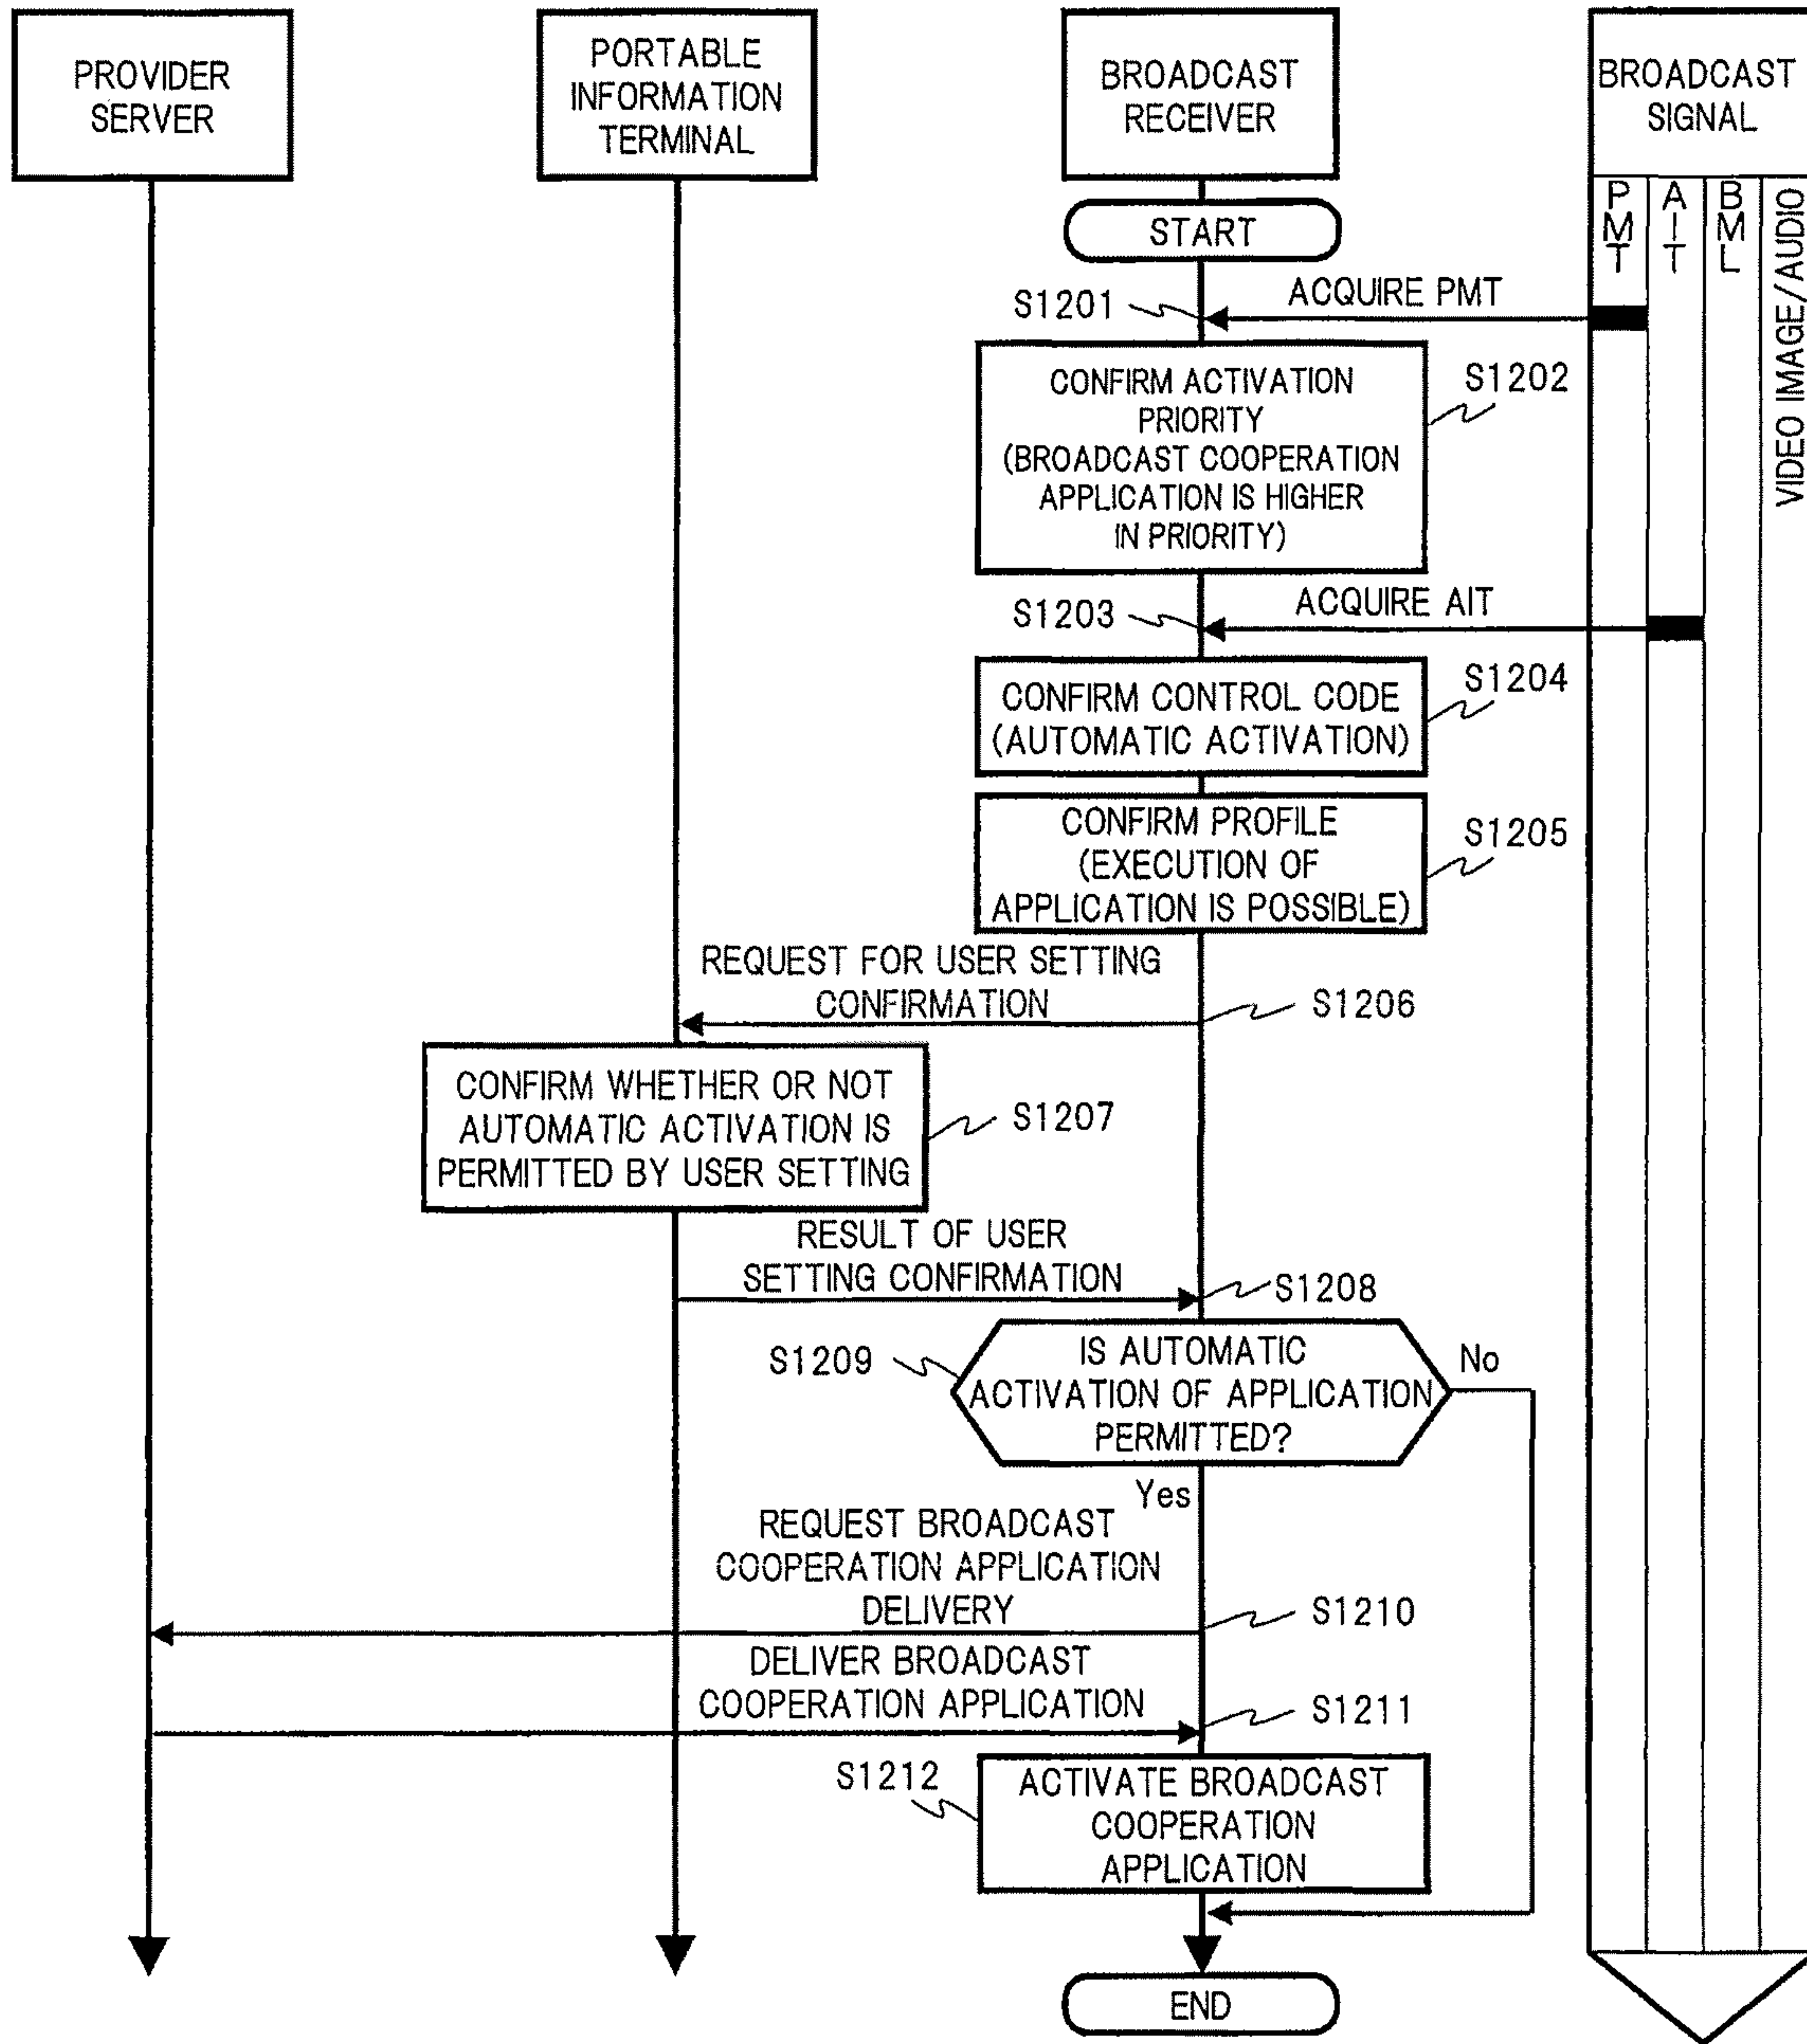 PROVIDER
SERVER
PORTABLE
INFORMATION
TERMINAL
BROADCAST
RECEIVER
BROADCAST
SIGNAL
PMT
AIT
BML
VIDEO IMAGE/AUDIO
START
S1201
ACQUIRE PMT
CONFIRM ACTIVATION
PRIORITY
(BROADCAST COOPERATION
APPLICATION IS HIGHER
IN PRIORITY)
S1202
S1203
ACQUIRE AIT
CONFIRM CONTROL CODE
(AUTOMATIC ACTIVATION)
S1204
CONFIRM PROFILE
(EXECUTION OF
APPLICATION IS POSSIBLE)
S1205
REQUEST FOR USER SETTING
CONFIRMATION
S1206
CONFIRM WHETHER OR NOT
AUTOMATIC ACTIVATION IS
PERMITTED BY USER SETTING
S1207
RESULT OF USER
SETTING CONFIRMATION
S1208
S1209
IS AUTOMATIC
ACTIVATION OF APPLICATION
PERMITTED?
No
Yes
REQUEST BROADCAST
COOPERATION APPLICATION
DELIVERY
S1210
DELIVER BROADCAST
COOPERATION APPLICATION
S1211
S1212
ACTIVATE BROADCAST
COOPERATION
APPLICATION
END